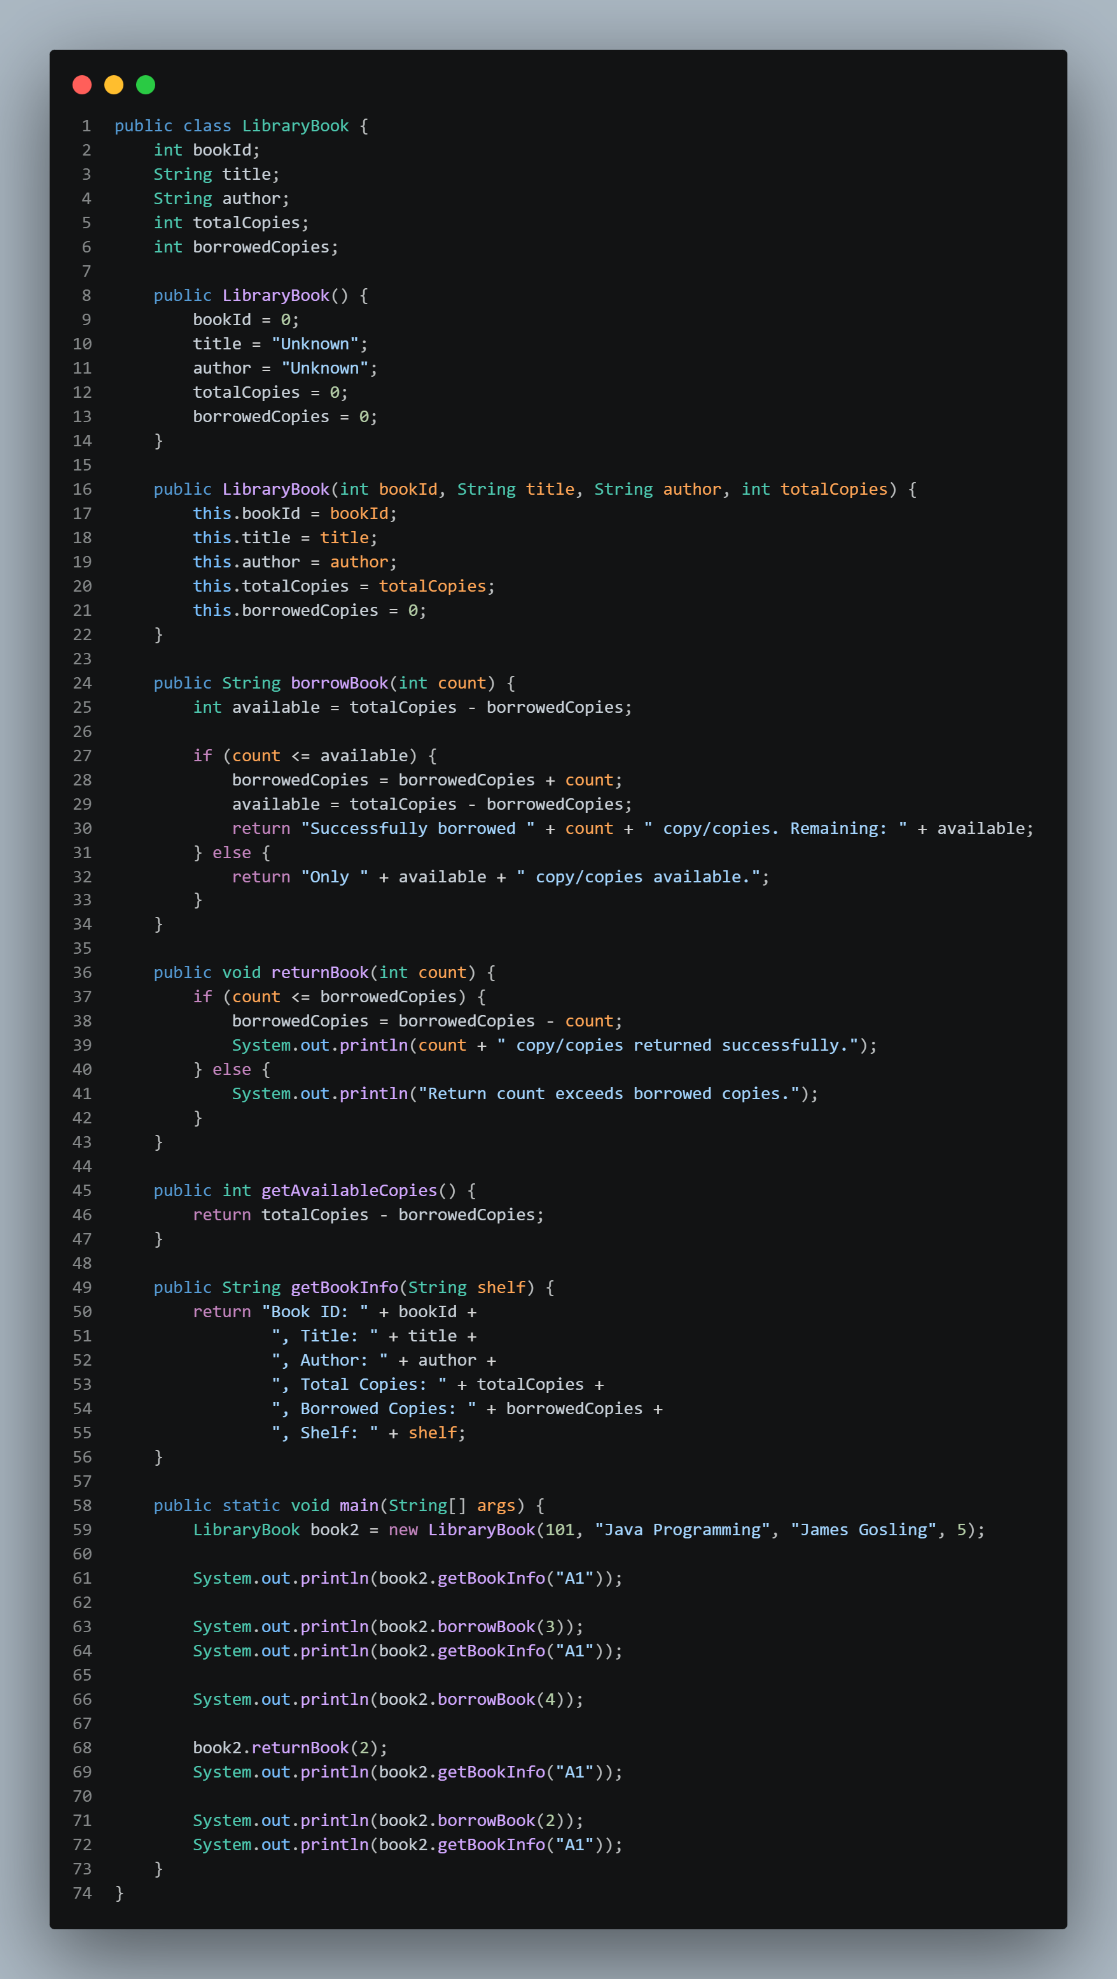 1 public class LibraryBook {
2     int bookId;
3     String title;
4     String author;
5     int totalCopies;
6     int borrowedCopies;
7
8     public LibraryBook() {
9         bookId = 0;
10         title = "Unknown";
11         author = "Unknown";
12         totalCopies = 0;
13         borrowedCopies = 0;
14     }
15
16     public LibraryBook(int bookId, String title, String author, int totalCopies) {
17         this.bookId = bookId;
18         this.title = title;
19         this.author = author;
20         this.totalCopies = totalCopies;
21         this.borrowedCopies = 0;
22     }
23
24     public String borrowBook(int count) {
25         int available = totalCopies - borrowedCopies;
26
27         if (count <= available) {
28             borrowedCopies = borrowedCopies + count;
29             available = totalCopies - borrowedCopies;
30             return "Successfully borrowed " + count + " copy/copies. Remaining: " + available;
31         } else {
32             return "Only " + available + " copy/copies available.";
33         }
34     }
35
36     public void returnBook(int count) {
37         if (count <= borrowedCopies) {
38             borrowedCopies = borrowedCopies - count;
39             System.out.println(count + " copy/copies returned successfully.");
40         } else {
41             System.out.println("Return count exceeds borrowed copies.");
42         }
43     }
44
45     public int getAvailableCopies() {
46         return totalCopies - borrowedCopies;
47     }
48
49     public String getBookInfo(String shelf) {
50         return "Book ID: " + bookId +
51                 ", Title: " + title +
52                 ", Author: " + author +
53                 ", Total Copies: " + totalCopies +
54                 ", Borrowed Copies: " + borrowedCopies +
55                 ", Shelf: " + shelf;
56     }
57
58     public static void main(String[] args) {
59         LibraryBook book2 = new LibraryBook(101, "Java Programming", "James Gosling", 5);
60
61         System.out.println(book2.getBookInfo("A1"));
62
63         System.out.println(book2.borrowBook(3));
64         System.out.println(book2.getBookInfo("A1"));
65
66         System.out.println(book2.borrowBook(4));
67
68         book2.returnBook(2);
69         System.out.println(book2.getBookInfo("A1"));
70
71         System.out.println(book2.borrowBook(2));
72         System.out.println(book2.getBookInfo("A1"));
73     }
74 }